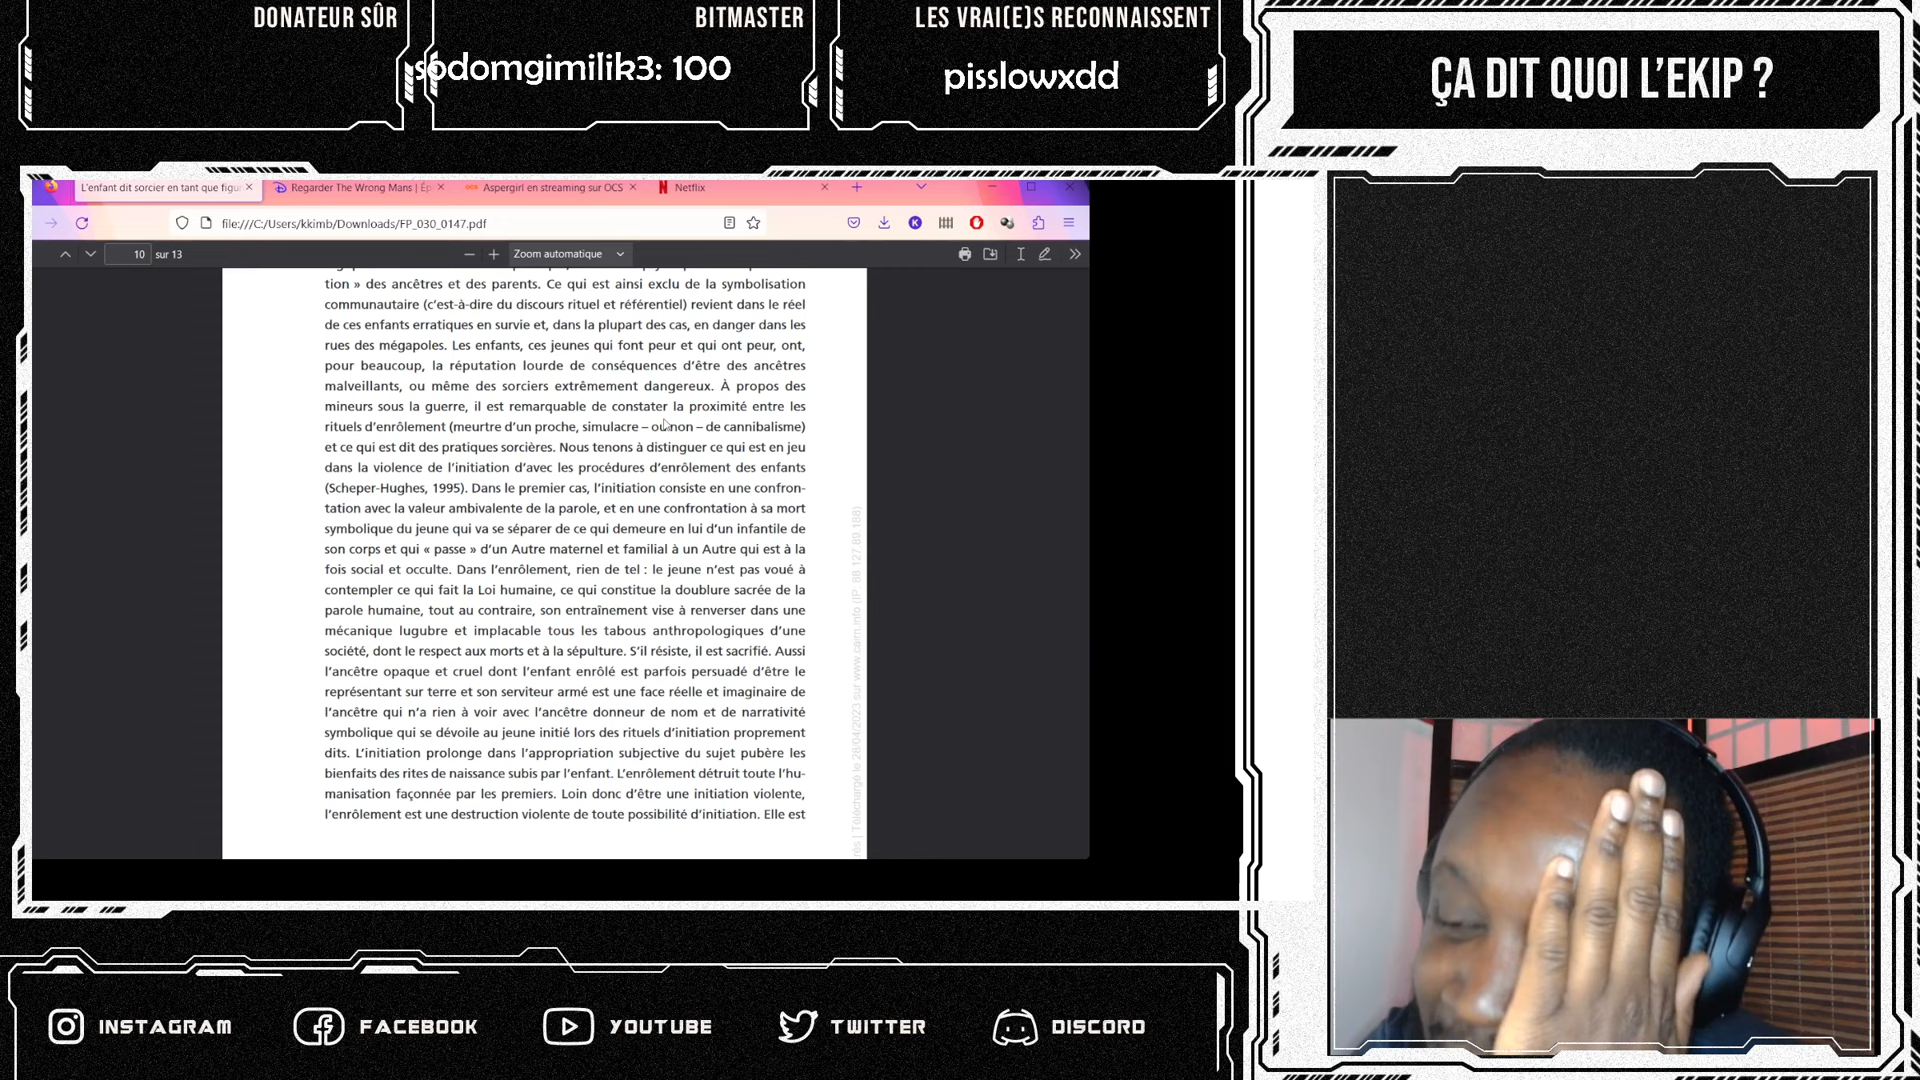 DONATEUR SÛR
BITMASTER
LES VRAI(E)S RECONNAISSENT
ÇA DIT QUOI L'EKIP ?
sodomgimilik3: 100
pisslowxdd
L'enfant dit sorcier en tant que figu
Regarder The Wrong Mans | Ép
Aspergirl en streaming sur OCS
Netflix
file:///C:/Users/kkimb/Downloads/FP_030_0147.pdf
10 sur 13
Zoom automatique
tion » des ancêtres et des parents. Ce qui est ainsi exclu de la symbolisation
communautaire (c'est-à-dire du discours rituel et référentiel) revient dans le réel
de ces enfants erratiques en survie et, dans la plupart des cas, en danger dans les
rues des mégapoles. Les enfants, ces jeunes qui font peur et qui ont peur, ont,
pour beaucoup, la réputation lourde de conséquences d'être des ancêtres
malveillants, ou même des sorciers extrêmement dangereux. À propos des
mineurs sous la guerre, il est remarquable de constater la proximité entre les
rituels d'enrôlement (meurtre d'un proche, simulacre – ou non – de cannibalisme)
et ce qui est dit des pratiques sorcières. Nous tenons à distinguer ce qui est en jeu
dans la violence de l'initiation d'avec les procédures d'enrôlement des enfants
(Scheper-Hughes, 1995). Dans le premier cas, l'initiation consiste en une confron-
tation avec la valeur ambivalente de la parole, et en une confrontation à sa mort
symbolique du jeune qui va se séparer de ce qui demeure en lui d'un infantile de
son corps et qui « passe » d'un Autre maternel et familial à un Autre qui est à la
fois social et occulte. Dans l'enrôlement, rien de tel : le jeune n'est pas voué à
contempler ce qui fait la Loi humaine, ce qui constitue la doublure sacrée de la
parole humaine, tout au contraire, son entraînement vise à renverser dans une
mécanique lugubre et implacable tous les tabous anthropologiques d'une
société, dont le respect aux morts et à la sépulture. S'il résiste, il est sacrifié. Aussi
l'ancêtre opaque et cruel dont l'enfant enrôlé est parfois persuadé d'être le
représentant sur terre et son serviteur armé est une face réelle et imaginaire de
l'ancêtre qui n'a rien à voir avec l'ancêtre donneur de nom et de narrativité
symbolique qui se dévoile au jeune initié lors des rituels d'initiation proprement
dits. L'initiation prolonge dans l'appropriation subjective du sujet pubère les
bienfaits des rites de naissance subis par l'enfant. L'enrôlement détruit toute l'hu-
manisation façonnée par les premiers. Loin donc d'être une initiation violente,
l'enrôlement est une destruction violente de toute possibilité d'initiation. Elle est
| Téléchargé le 28/04/2023 sur www.cairn.info (IP: 88.127.89.188)
INSTAGRAM
FACEBOOK
YOUTUBE
TWITTER
DISCORD